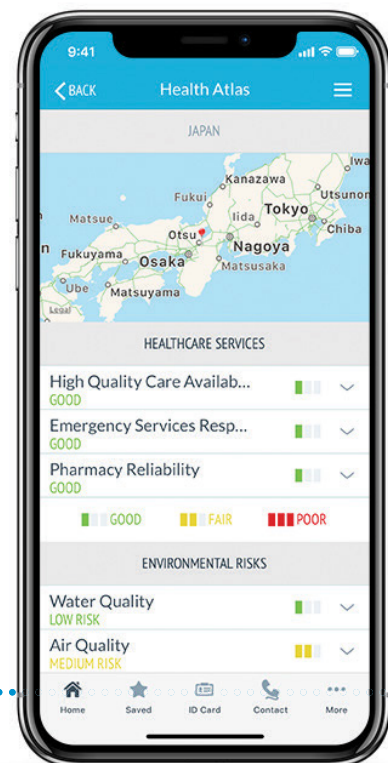 9:41
BACK
Health Atlas
JAPAN
Iwa
Kanazawa
Fukui
Utsunor
Matsue
Iida
Tokyo
Otsu
Chiba
n
Fukuyama
Osaka
Nagoya
Matsusaka
Ube
Matsuyama
Legal
HEALTHCARE SERVICES
High Quality Care Availab...
GOOD
Emergency Services Resp...
GOOD
Pharmacy Reliability
GOOD
GOOD FAIR POOR
ENVIRONMENTAL RISKS
Water Quality
LOW RISK
Air Quality
MEDIUM RISK
Home Saved ID Card Contact More